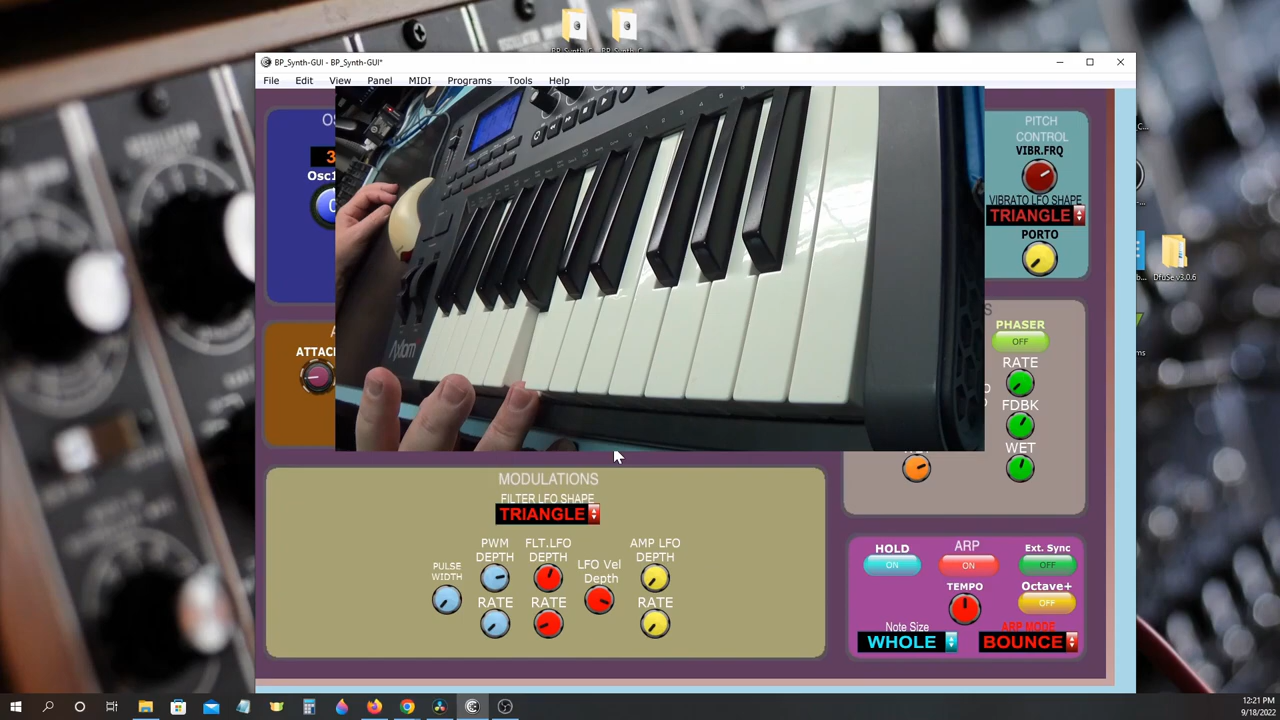 BP_Synth-GUI - BP_Synth-GUI*
File Edit View Panel MIDI Programs Tools Help
PITCH
CONTROL
VIBR.FRQ
VIBRATO LFO SHAPE
TRIANGLE
PORTO
Osc1
ATTACK
Axiom
PHASER
OFF
RATE
FDBK
WET
MODULATIONS
FILTER LFO SHAPE
TRIANGLE
PULSE
WIDTH
PWM
DEPTH
RATE
FLT.LFO
DEPTH
RATE
LFO Vel
Depth
AMP LFO
DEPTH
RATE
HOLD
ON
ARP
ON
Ext. Sync
OFF
TEMPO
Octave+
OFF
Note Size
WHOLE
ARP MODE
BOUNCE
DfuSe v3.0.6
12:21 PM
9/18/2022